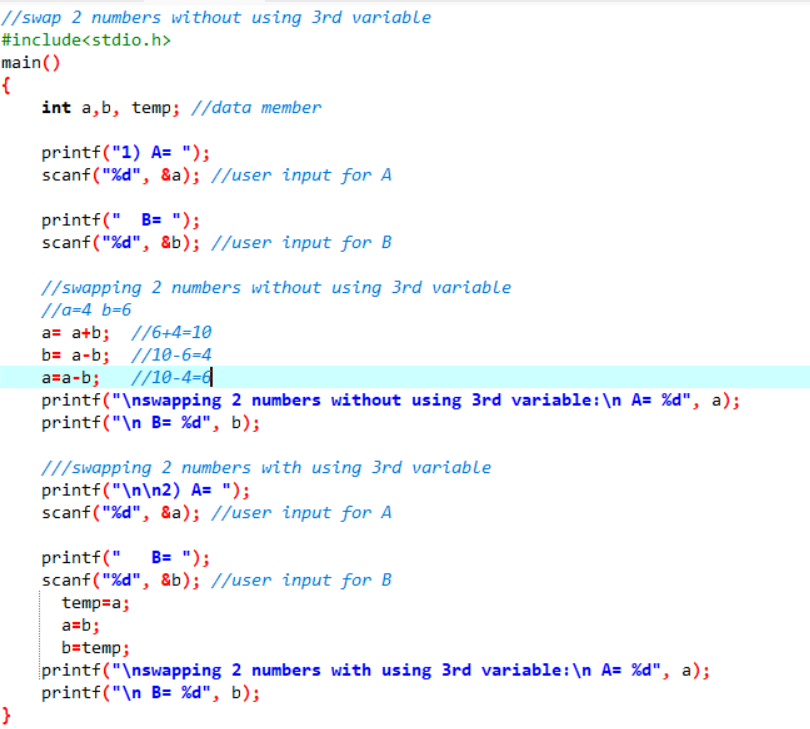 //swap 2 numbers without using 3rd variable
#include<stdio.h>
main()
{
    int a,b, temp; //data member

    printf("1) A= ");
    scanf("%d", &a); //user input for A

    printf("  B= ");
    scanf("%d", &b); //user input for B

    //swapping 2 numbers without using 3rd variable
    //a=4 b=6
    a= a+b;  //6+4=10
    b= a-b;  //10-6=4
    a=a-b;   //10-4=6
    printf("\nswapping 2 numbers without using 3rd variable:\n A= %d", a);
    printf("\n B= %d", b);

    ///swapping 2 numbers with using 3rd variable
    printf("\n\n2) A= ");
    scanf("%d", &a); //user input for A

    printf("   B= ");
    scanf("%d", &b); //user input for B
      temp=a;
      a=b;
      b=temp;
    printf("\nswapping 2 numbers with using 3rd variable:\n A= %d", a);
    printf("\n B= %d", b);
}